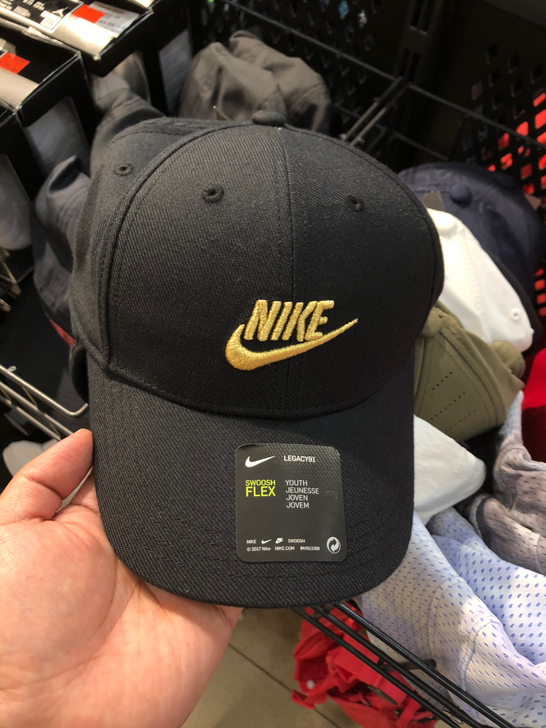 NIKE
LEGACY91
SWOOSH
FLEX
YOUTH
JEUNESSE
JOVEN
JOVEM
NIKE SWOOSH
© 2017 Nike NIKE.COM